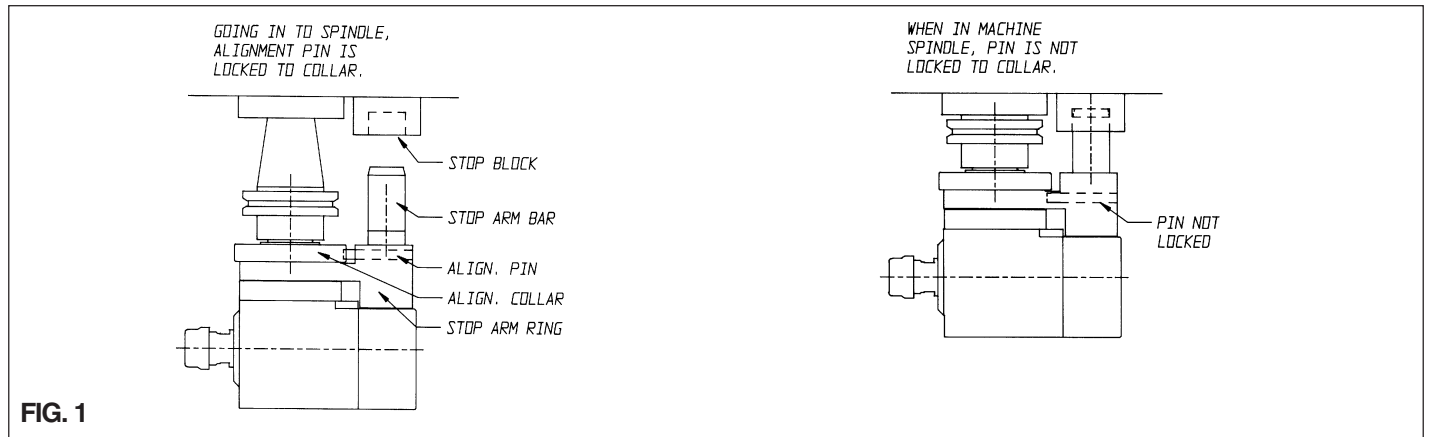 GOING IN TO SPINDLE,
ALIGNMENT PIN IS
LOCKED TO COLLAR.
STOP BLOCK
STOP ARM BAR
ALIGN. PIN
ALIGN. COLLAR
STOP ARM RING
WHEN IN MACHINE
SPINDLE, PIN IS NOT
LOCKED TO COLLAR.
PIN NOT
LOCKED
FIG. 1